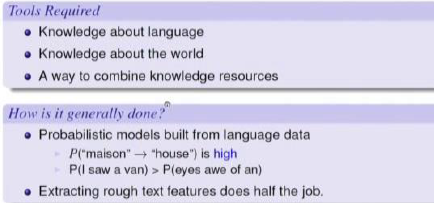 Tools Required
Knowledge about language
Knowledge about the world
A way to combine knowledge resources
How is it generally done?
Probabilistic models built from language data
P("maison" → "house") is high
P(I saw a van) > P(eyes awe of an)
Extracting rough text features does half the job.